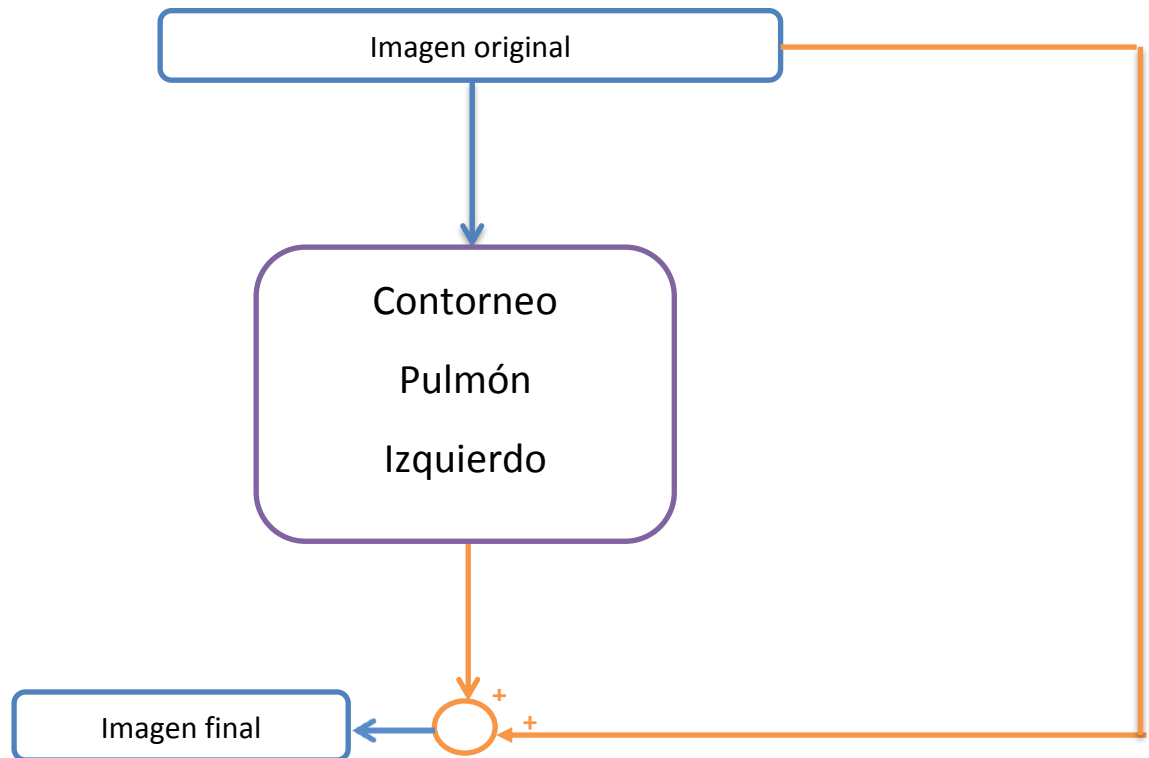 Imagen original
Contorneo
Pulmón
Izquierdo
+
+
Imagen final